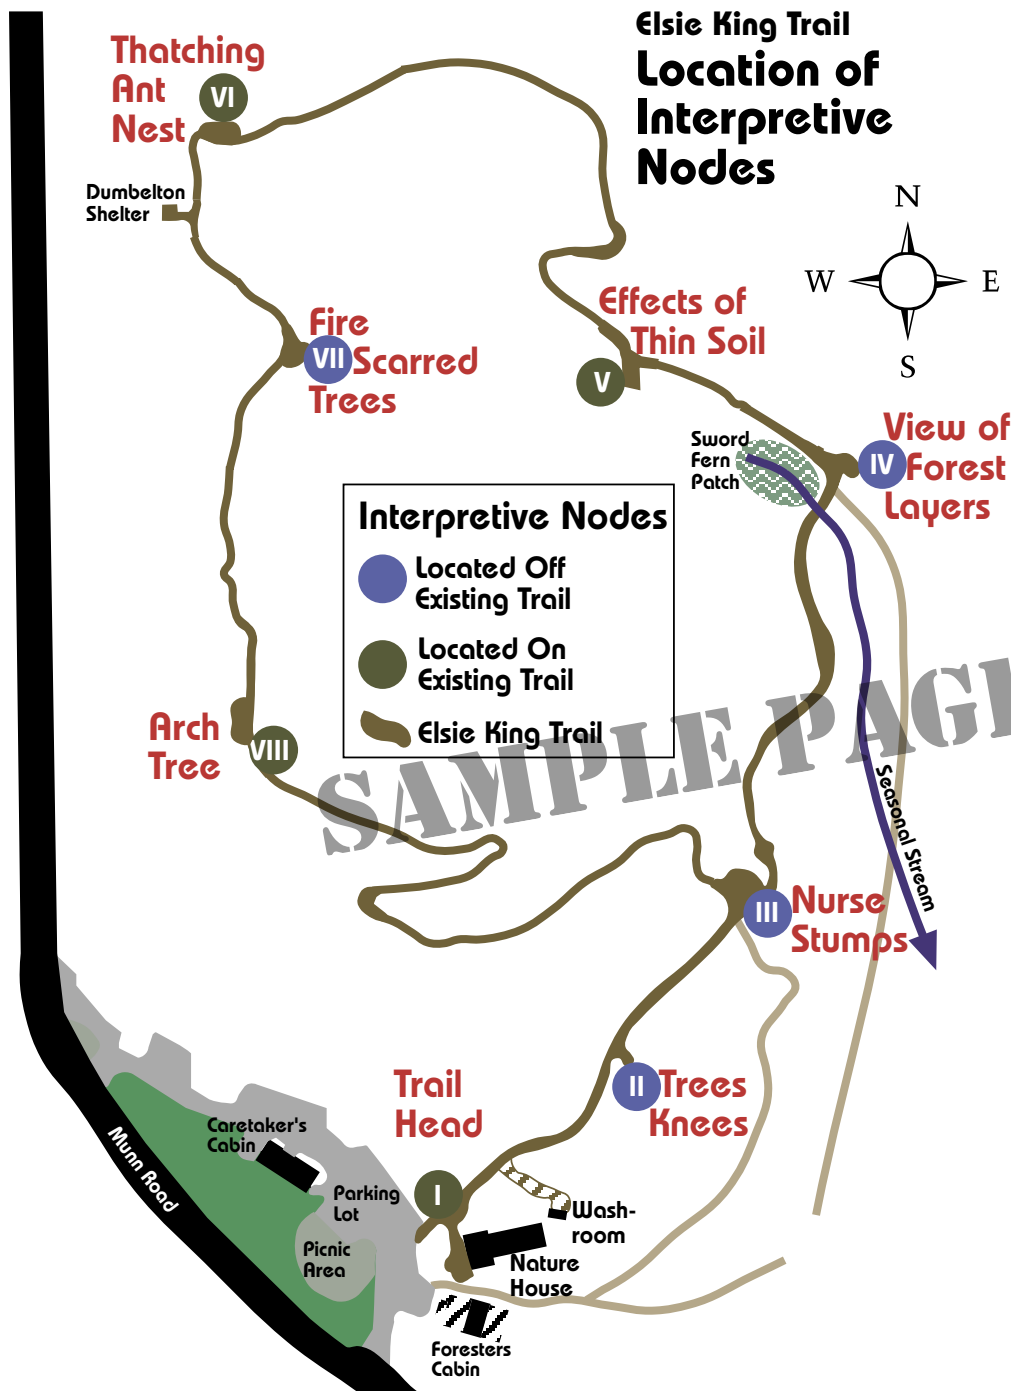 Elsie King Trail
Location of
Interpretive
Nodes
Thatching
Ant
Nest
VI
Dumbelton
Shelter
N
W
E
S
Effects of
Thin Soil
V
Fire
Scarred
Trees
VII
View of
Forest
Layers
IV
Sword
Fern
Patch
Interpretive Nodes
Located Off
Existing Trail
Located On
Existing Trail
Elsie King Trail
Arch
Tree
VIII
SAMPLE PAGE
Seasonal Stream
III
Nurse
Stumps
II
Trees
Knees
Trail
Head
I
Caretaker's
Cabin
Munn Road
Parking
Lot
Picnic
Area
Wash-
room
Nature
House
Foresters
Cabin